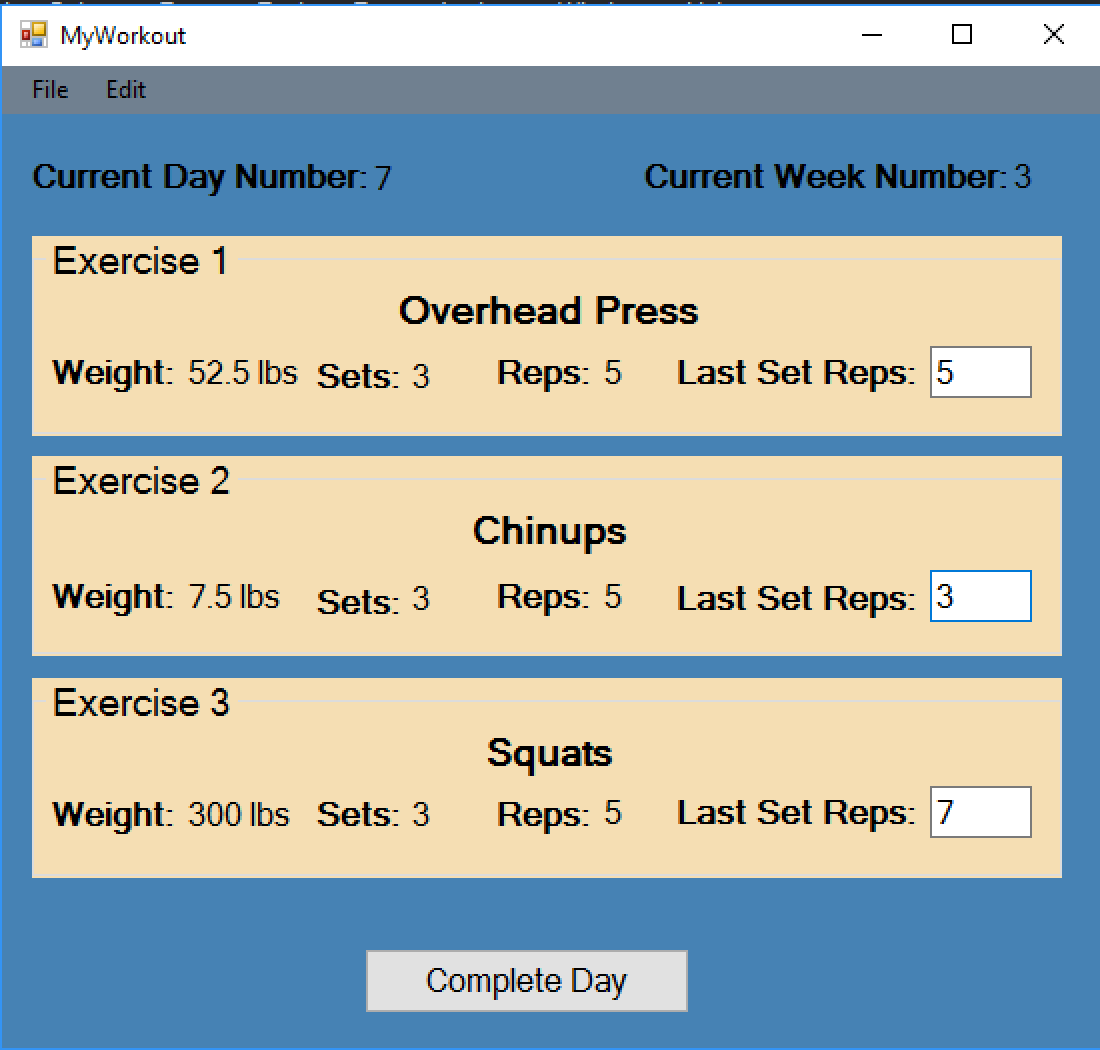 MyWorkout
File Edit
Current Day Number: 7 Current Week Number: 3
Exercise 1
Overhead Press
Weight: 52.5 lbs Sets: 3 Reps: 5 Last Set Reps: 5
Exercise 2
Chinups
Weight: 7.5 lbs Sets: 3 Reps: 5 Last Set Reps: 3
Exercise 3
Squats
Weight: 300 lbs Sets: 3 Reps: 5 Last Set Reps: 7
Complete Day